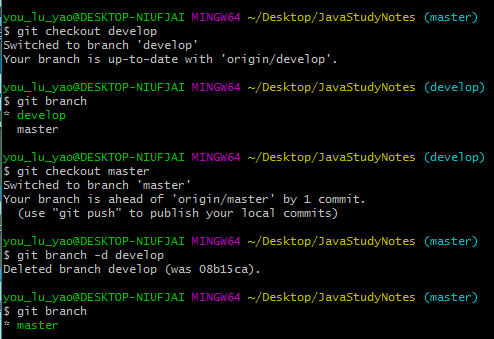 you_lu_yao@DESKTOP-NIUFJAI MINGW64 ~/Desktop/JavaStudyNotes (master)
$ git checkout develop
Switched to branch 'develop'
Your branch is up-to-date with 'origin/develop'.
you_lu_yao@DESKTOP-NIUFJAI MINGW64 ~/Desktop/JavaStudyNotes (develop)
$ git branch
* develop
  master
you_lu_yao@DESKTOP-NIUFJAI MINGW64 ~/Desktop/JavaStudyNotes (develop)
$ git checkout master
Switched to branch 'master'
Your branch is ahead of 'origin/master' by 1 commit.
  (use "git push" to publish your local commits)
you_lu_yao@DESKTOP-NIUFJAI MINGW64 ~/Desktop/JavaStudyNotes (master)
$ git branch -d develop
Deleted branch develop (was 08b15ca).
you_lu_yao@DESKTOP-NIUFJAI MINGW64 ~/Desktop/JavaStudyNotes (master)
$ git branch
* master